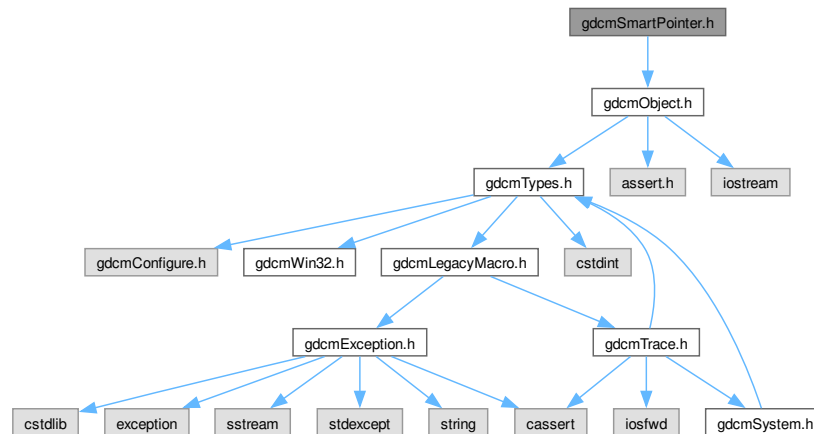 gdcmSmartPointer.h
gdcmObject.h
gdcmTypes.h
assert.h
iostream
gdcmConfigure.h
gdcmWin32.h
gdcmLegacyMacro.h
cstdint
gdcmException.h
gdcmTrace.h
cstdlib
exception
sstream
stdexcept
string
cassert
iosfwd
gdcmSystem.h